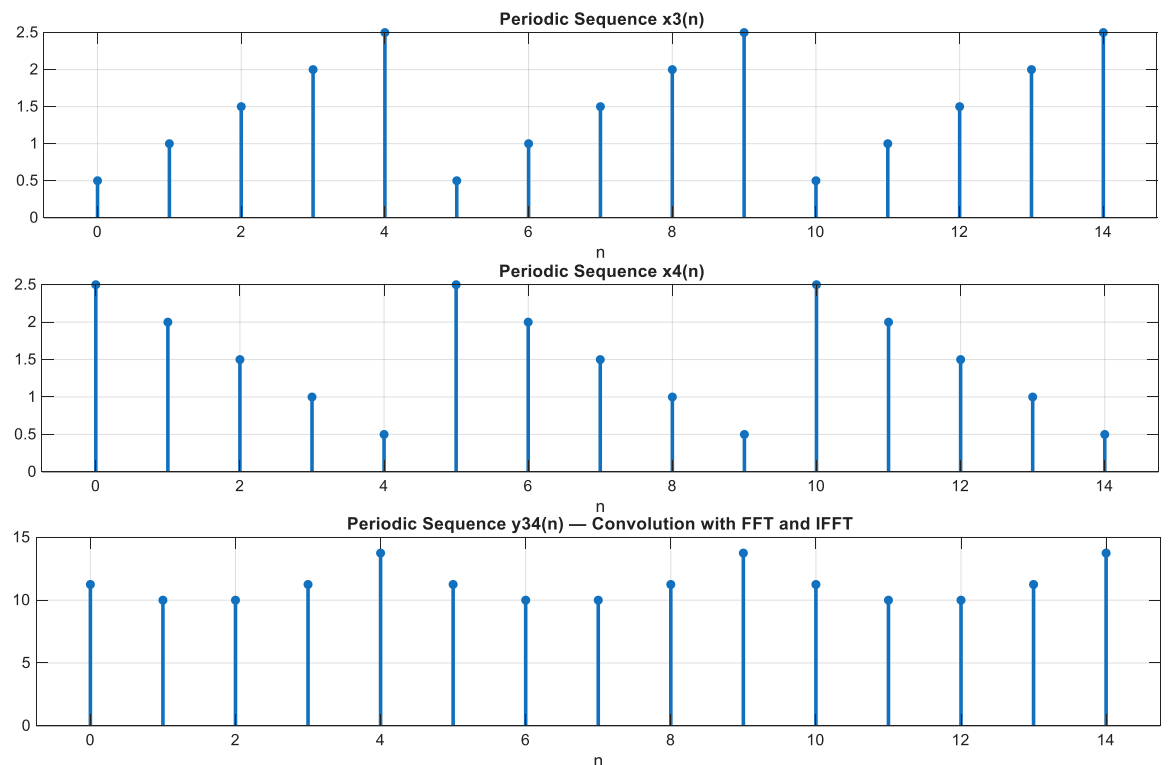 Periodic Sequence x3(n)
2.5
2
1.5
1
0.5
0
0 2 4 6 8 10 12 14
n
Periodic Sequence x4(n)
2.5
2
1.5
1
0.5
0
0 2 4 6 8 10 12 14
n
Periodic Sequence y34(n) — Convolution with FFT and IFFT
15
10
5
0
0 2 4 6 8 10 12 14
n